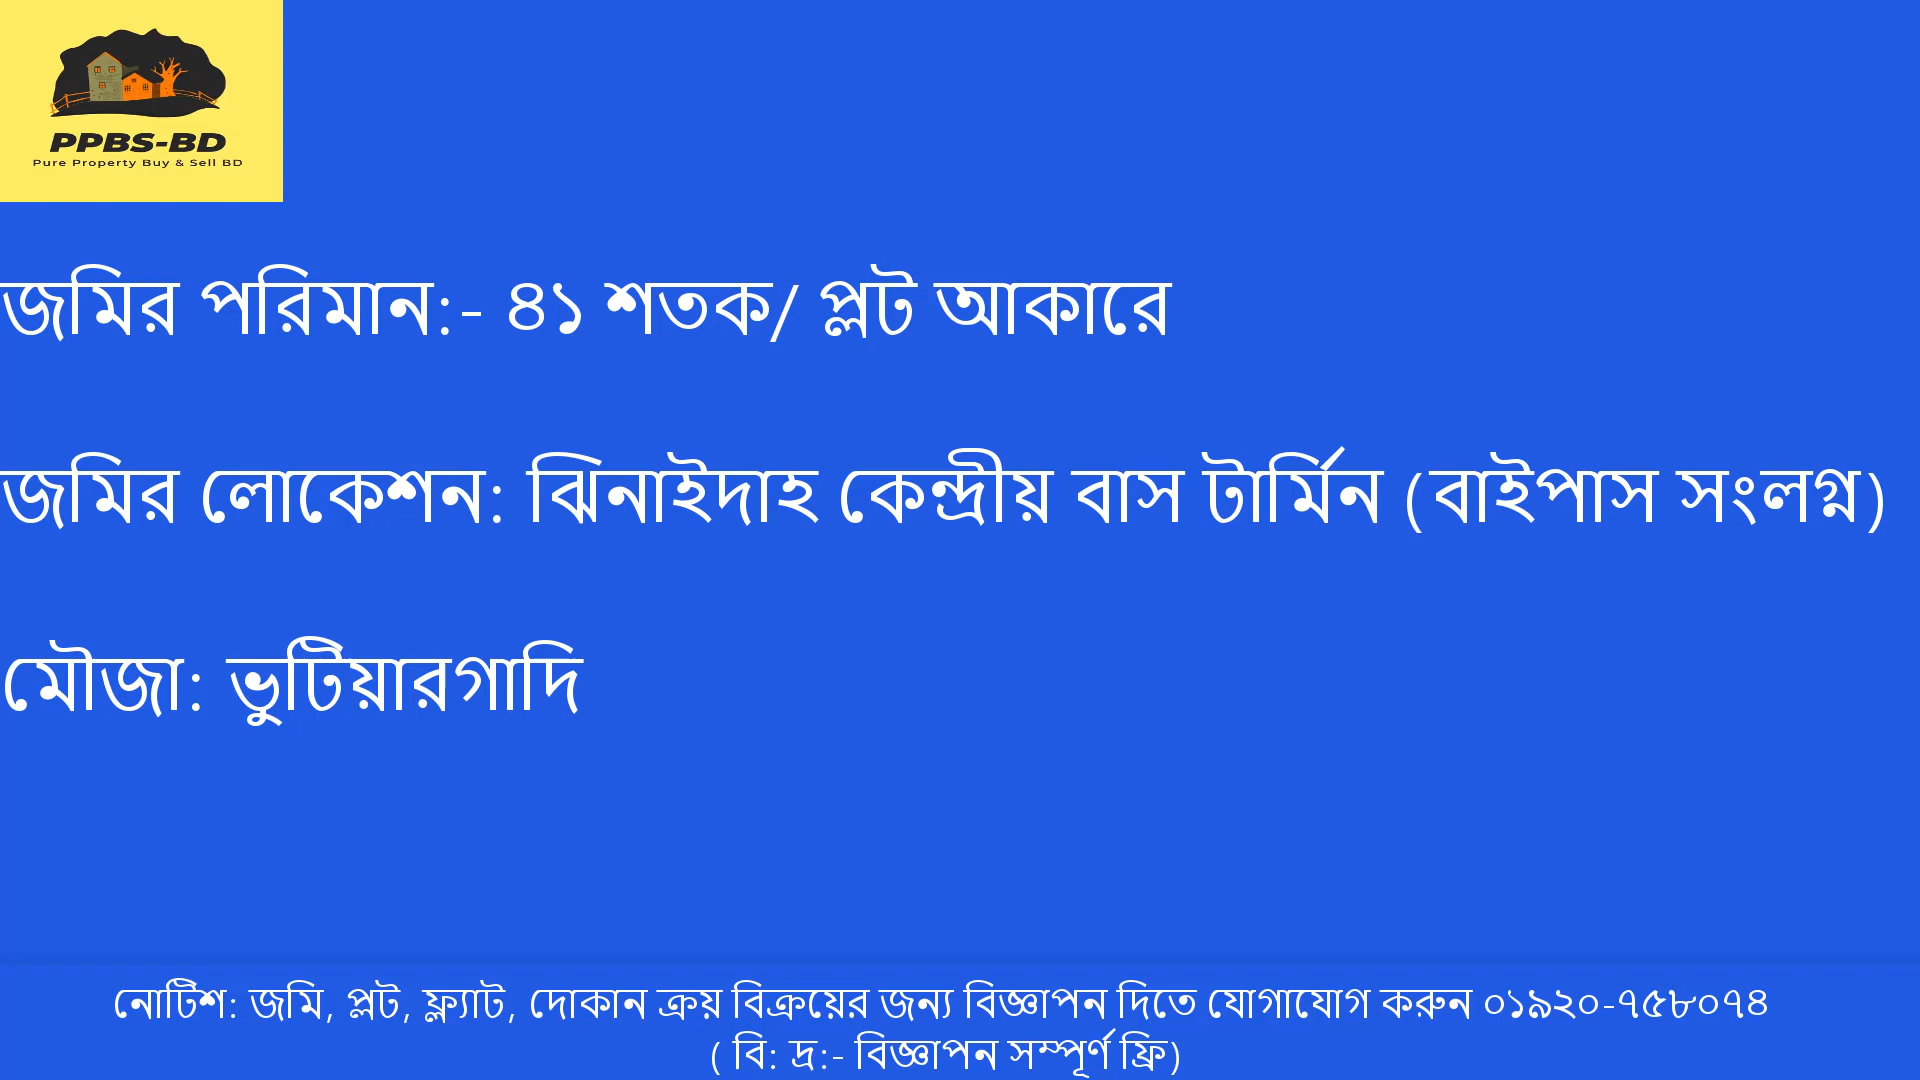 PPBS-BD
Pure Property Buy & Sell BD
জমির পরিমান:- ৪১ শতক/ প্লট আকারে
জমির লোকেশন: ঝিনাইদাহ কেন্দ্রীয় বাস টার্মিন (বাইপাস সংলগ্ন)
মৌজা: ভুটিয়ারগাদি
নোটিশ: জমি, প্লট, ফ্ল্যাট, দোকান ক্রয় বিক্রয়ের জন্য বিজ্ঞাপন দিতে যোগাযোগ করুন ০১৯২০-৭৫৮০৭৪
( বি: দ্র:- বিজ্ঞাপন সম্পূর্ণ ফ্রি)